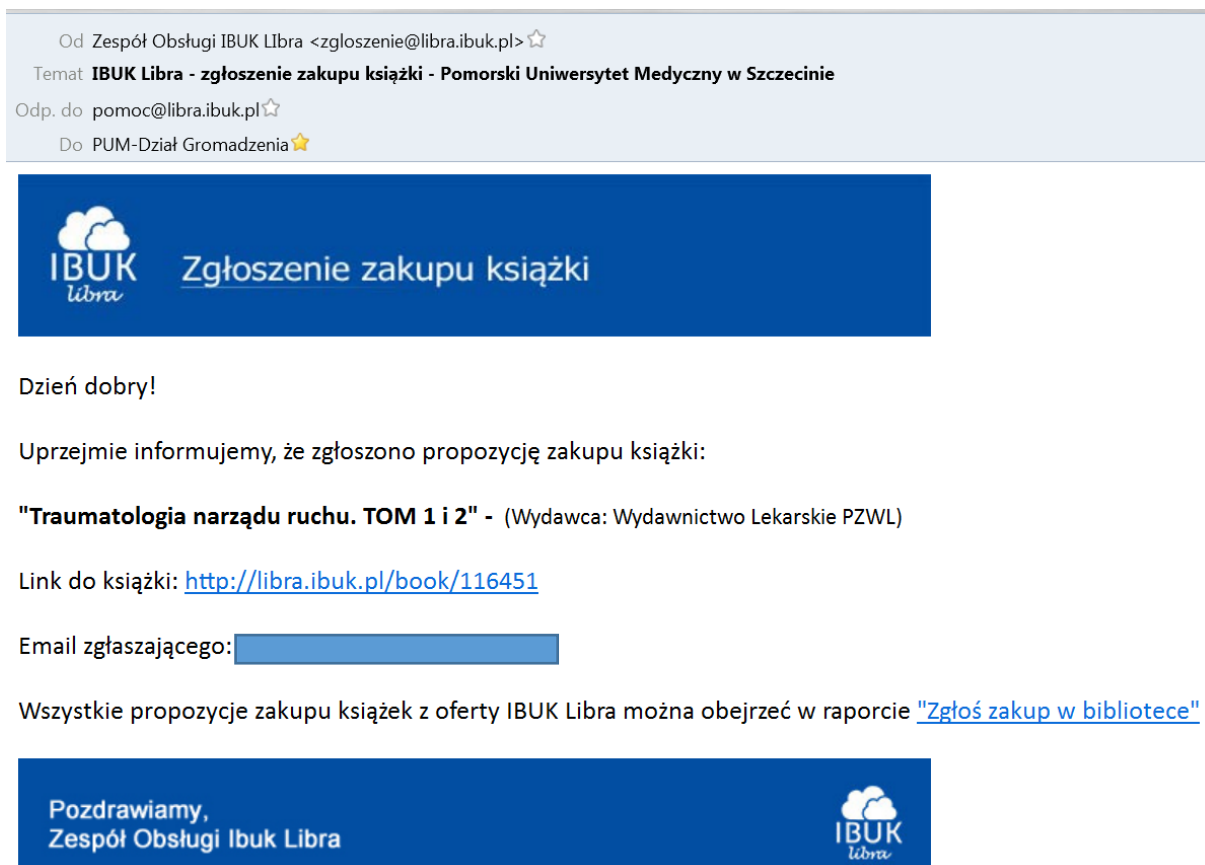 Od Zespół Obsługi IBUK LIbra <zgloszenie@libra.ibuk.pl>
Temat IBUK Libra - zgłoszenie zakupu książki - Pomorski Uniwersytet Medyczny w Szczecinie
Odp. do pomoc@libra.ibuk.pl
Do PUM-Dział Gromadzenia
IBUK
libra
Zgłoszenie zakupu książki
Dzień dobry!
Uprzejmie informujemy, że zgłoszono propozycję zakupu książki:
"Traumatologia narządu ruchu. TOM 1 i 2" - (Wydawca: Wydawnictwo Lekarskie PZWL)
Link do książki: http://libra.ibuk.pl/book/116451
Email zgłaszającego:
Wszystkie propozycje zakupu książek z oferty IBUK Libra można obejrzeć w raporcie "Zgłoś zakup w bibliotece"
Pozdrawiamy,
Zespół Obsługi Ibuk Libra
IBUK
libra